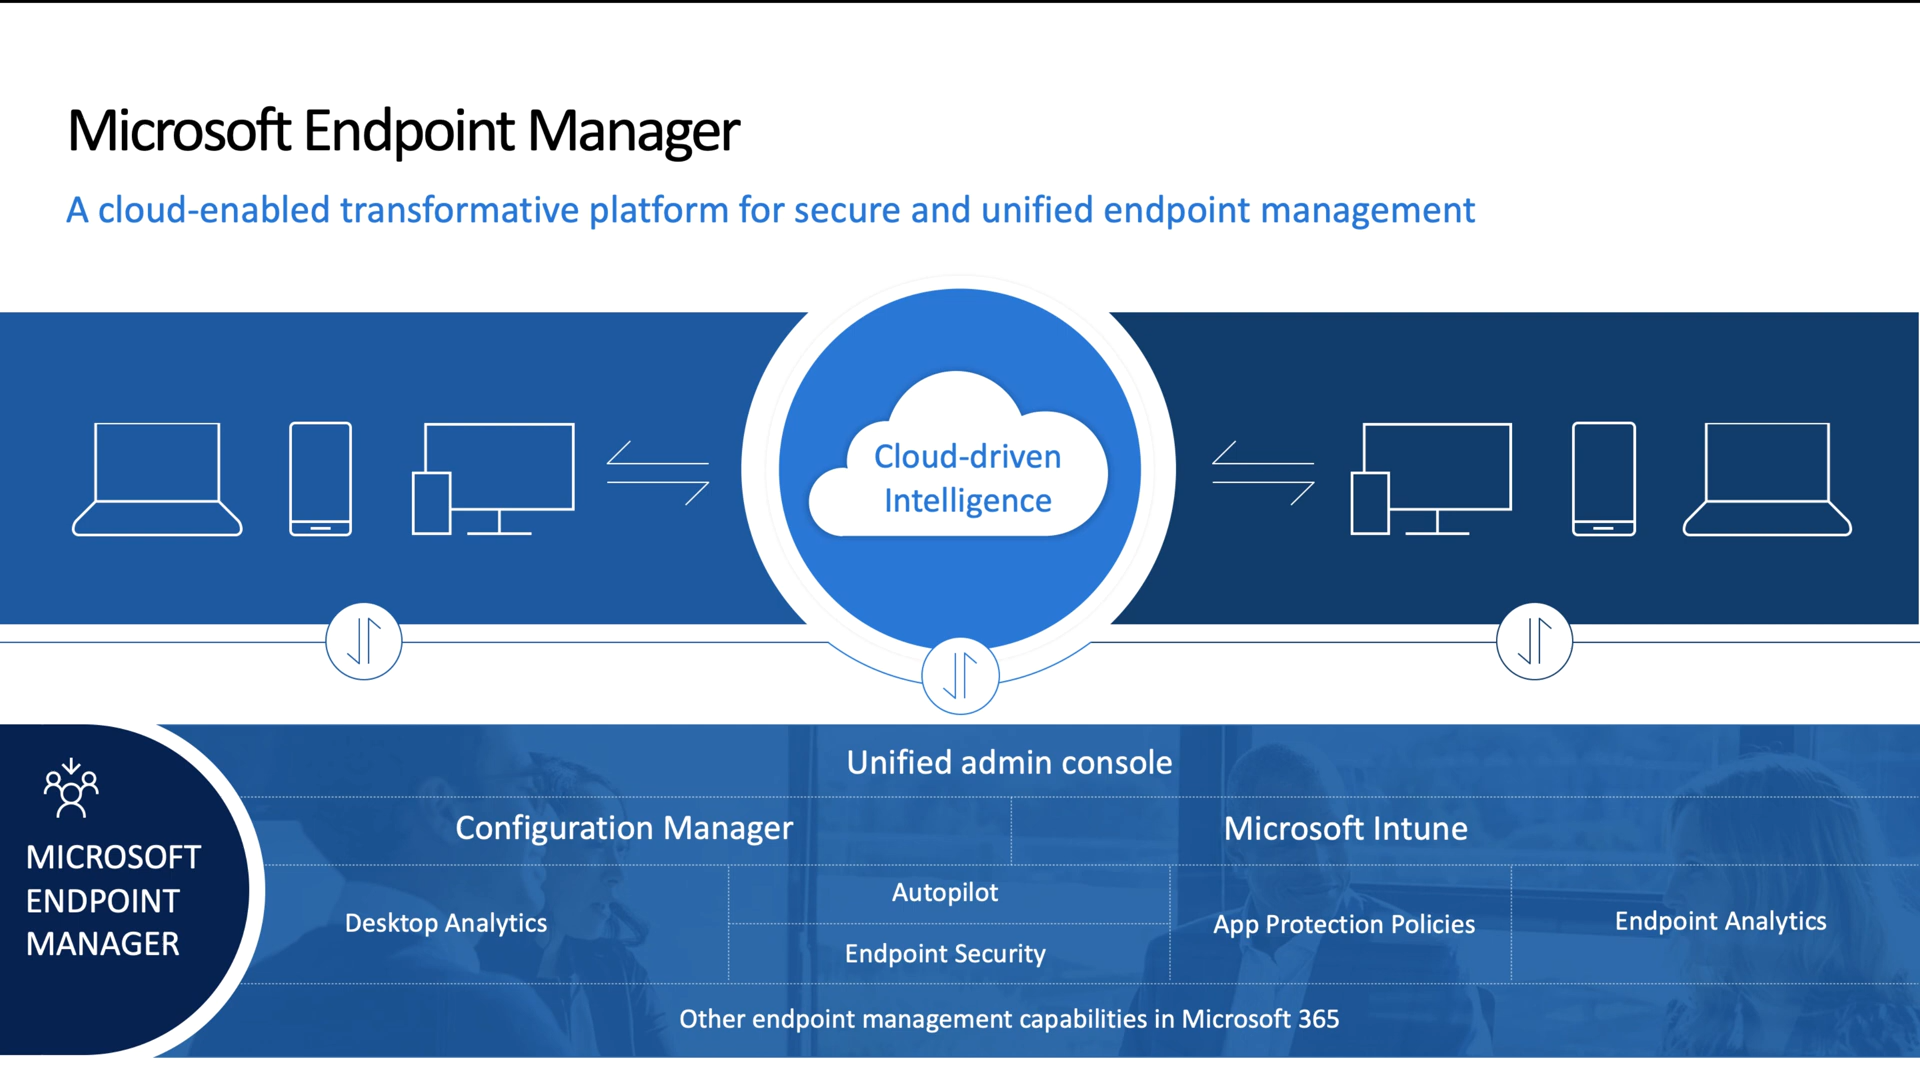 Microsoft Endpoint Manager
A cloud-enabled transformative platform for secure and unified endpoint management
Cloud-driven
Intelligence
MICROSOFT
ENDPOINT
MANAGER
Unified admin console
Configuration Manager
Microsoft Intune
Desktop Analytics
Autopilot
Endpoint Security
App Protection Policies
Endpoint Analytics
Other endpoint management capabilities in Microsoft 365